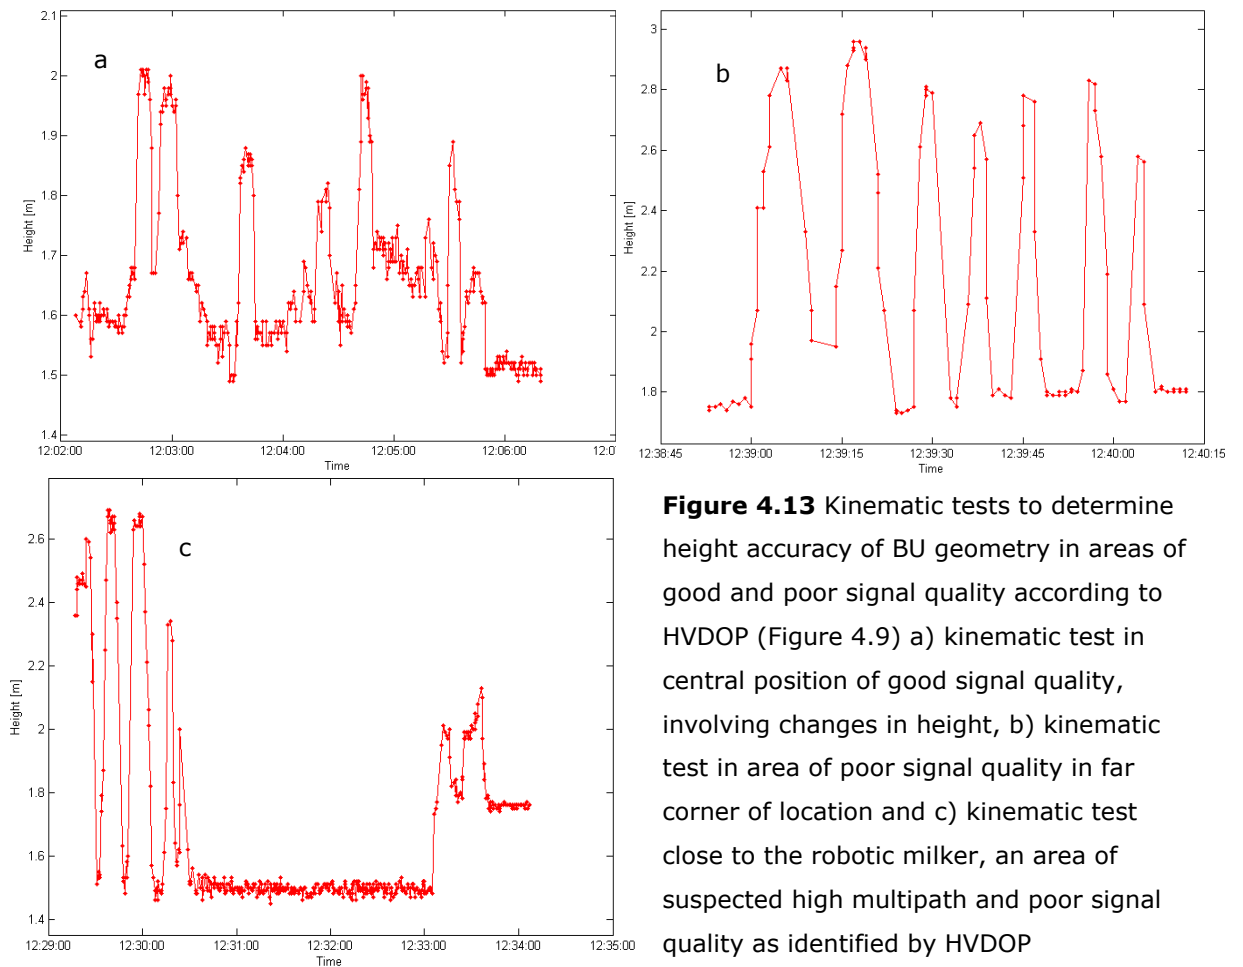 a
2.1
2
1.9
1.8
1.7
1.6
1.5
1.4
Height [m]
12:02:00 12:03:00 12:04:00 12:05:00 12:06:00 12:0
Time
b
3
2.8
2.6
2.4
2.2
2
1.8
Height [m]
12:38:45 12:39:00 12:39:15 12:39:30 12:39:45 12:40:00 12:40:15
Time
c
2.6
2.4
2.2
2
1.8
1.6
1.4
Height [m]
12:29:00 12:30:00 12:31:00 12:32:00 12:33:00 12:34:00 12:35:00
Time
Figure 4.13 Kinematic tests to determine
height accuracy of BU geometry in areas of
good and poor signal quality according to
HVDOP (Figure 4.9) a) kinematic test in
central position of good signal quality,
involving changes in height, b) kinematic
test in area of poor signal quality in far
corner of location and c) kinematic test
close to the robotic milker, an area of
suspected high multipath and poor signal
quality as identified by HVDOP